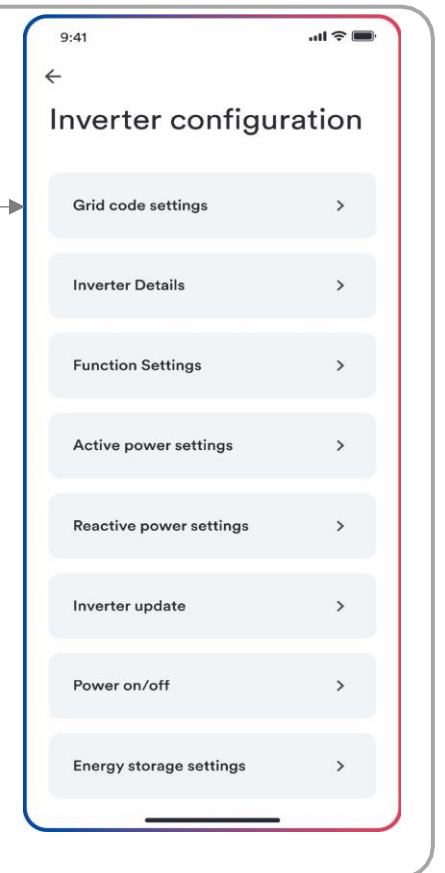 9:41
Inverter configuration
Grid code settings
Inverter Details
Function Settings
Active power settings
Reactive power settings
Inverter update
Power on/off
Energy storage settings